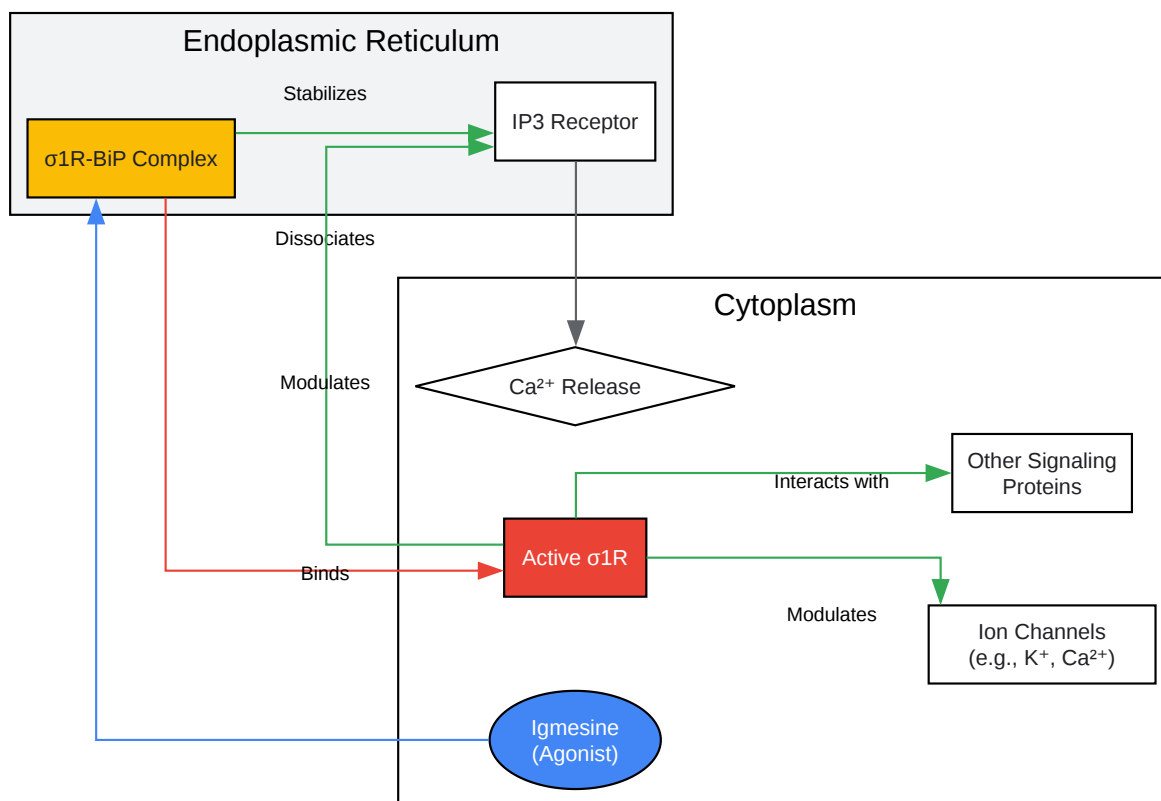 Endoplasmic Reticulum
Stabilizes
IP3 Receptor
σ1R-BiP Complex
Dissociates
Cytoplasm
Modulates
Ca²⁺ Release
Other Signaling
Proteins
Interacts with
Active σ1R
Binds
Modulates
Ion Channels
(e.g., K⁺, Ca²⁺)
Igmesine
(Agonist)